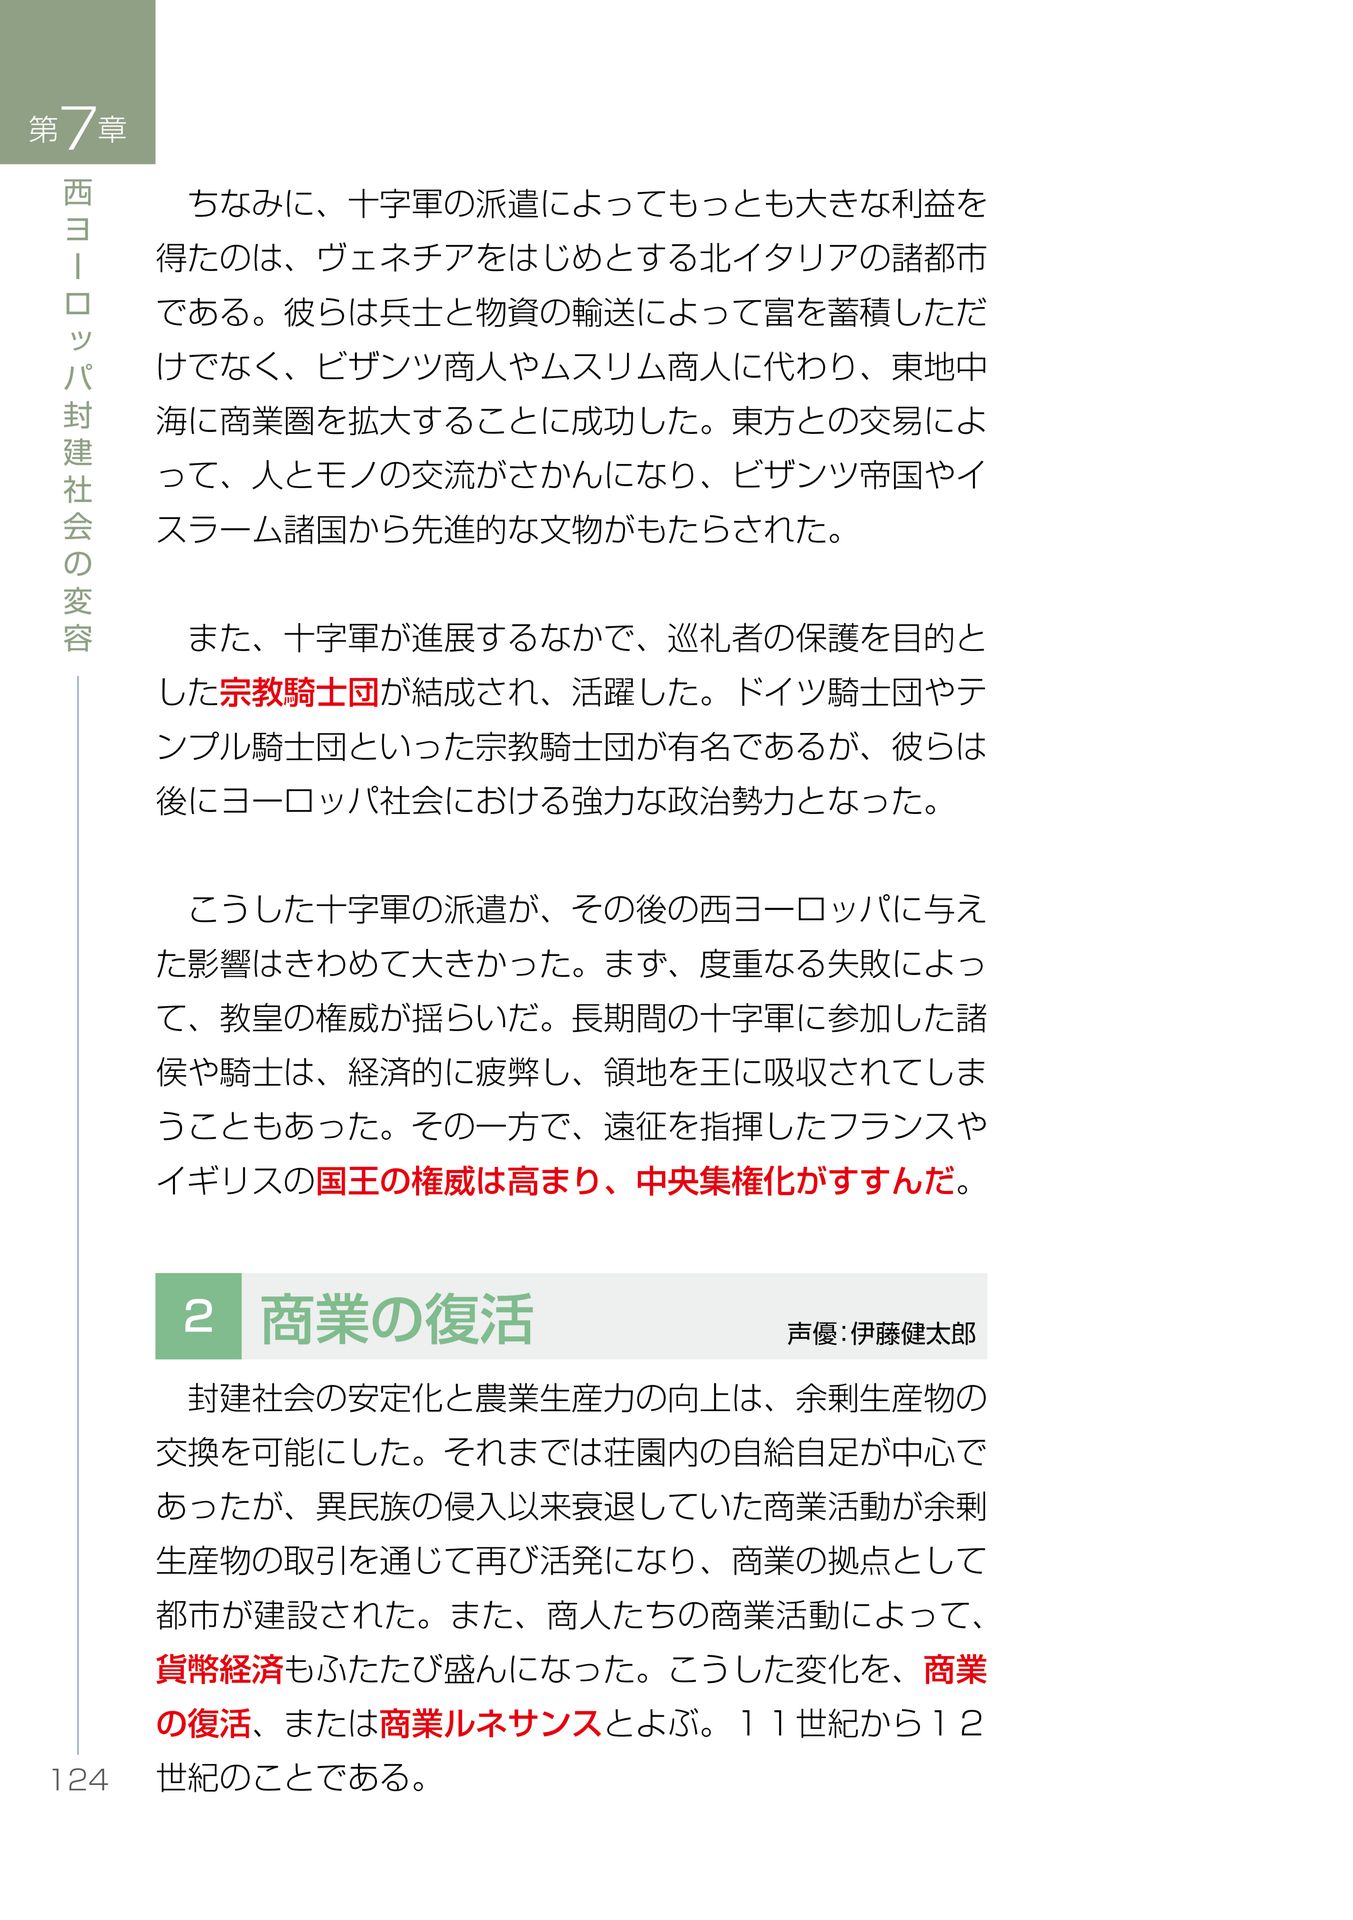 第7章
西ヨーロッパ封建社会の変容
　ちなみに、十字軍の派遣によってもっとも大きな利益を
得たのは、ヴェネチアをはじめとする北イタリアの諸都市
である。彼らは兵士と物資の輸送によって富を蓄積しただ
けでなく、ビザンツ商人やムスリム商人に代わり、東地中
海に商業圏を拡大することに成功した。東方との交易によ
って、人とモノの交流がさかんになり、ビザンツ帝国やイ
スラーム諸国から先進的な文物がもたらされた。
　また、十字軍が進展するなかで、巡礼者の保護を目的と
した宗教騎士団が結成され、活躍した。ドイツ騎士団やテ
ンプル騎士団といった宗教騎士団が有名であるが、彼らは
後にヨーロッパ社会における強力な政治勢力となった。
　こうした十字軍の派遣が、その後の西ヨーロッパに与え
た影響はきわめて大きかった。まず、度重なる失敗によっ
て、教皇の権威が揺らいだ。長期間の十字軍に参加した諸
侯や騎士は、経済的に疲弊し、領地を王に吸収されてしま
うこともあった。その一方で、遠征を指揮したフランスや
イギリスの国王の権威は高まり、中央集権化がすすんだ。
2 商業の復活 声優：伊藤健太郎
　封建社会の安定化と農業生産力の向上は、余剰生産物の
交換を可能にした。それまでは荘園内の自給自足が中心で
あったが、異民族の侵入以来衰退していた商業活動が余剰
生産物の取引を通じて再び活発になり、商業の拠点として
都市が建設された。また、商人たちの商業活動によって、
貨幣経済もふたたび盛んになった。こうした変化を、商業
の復活、または商業ルネサンスとよぶ。１１世紀から１２
世紀のことである。
124